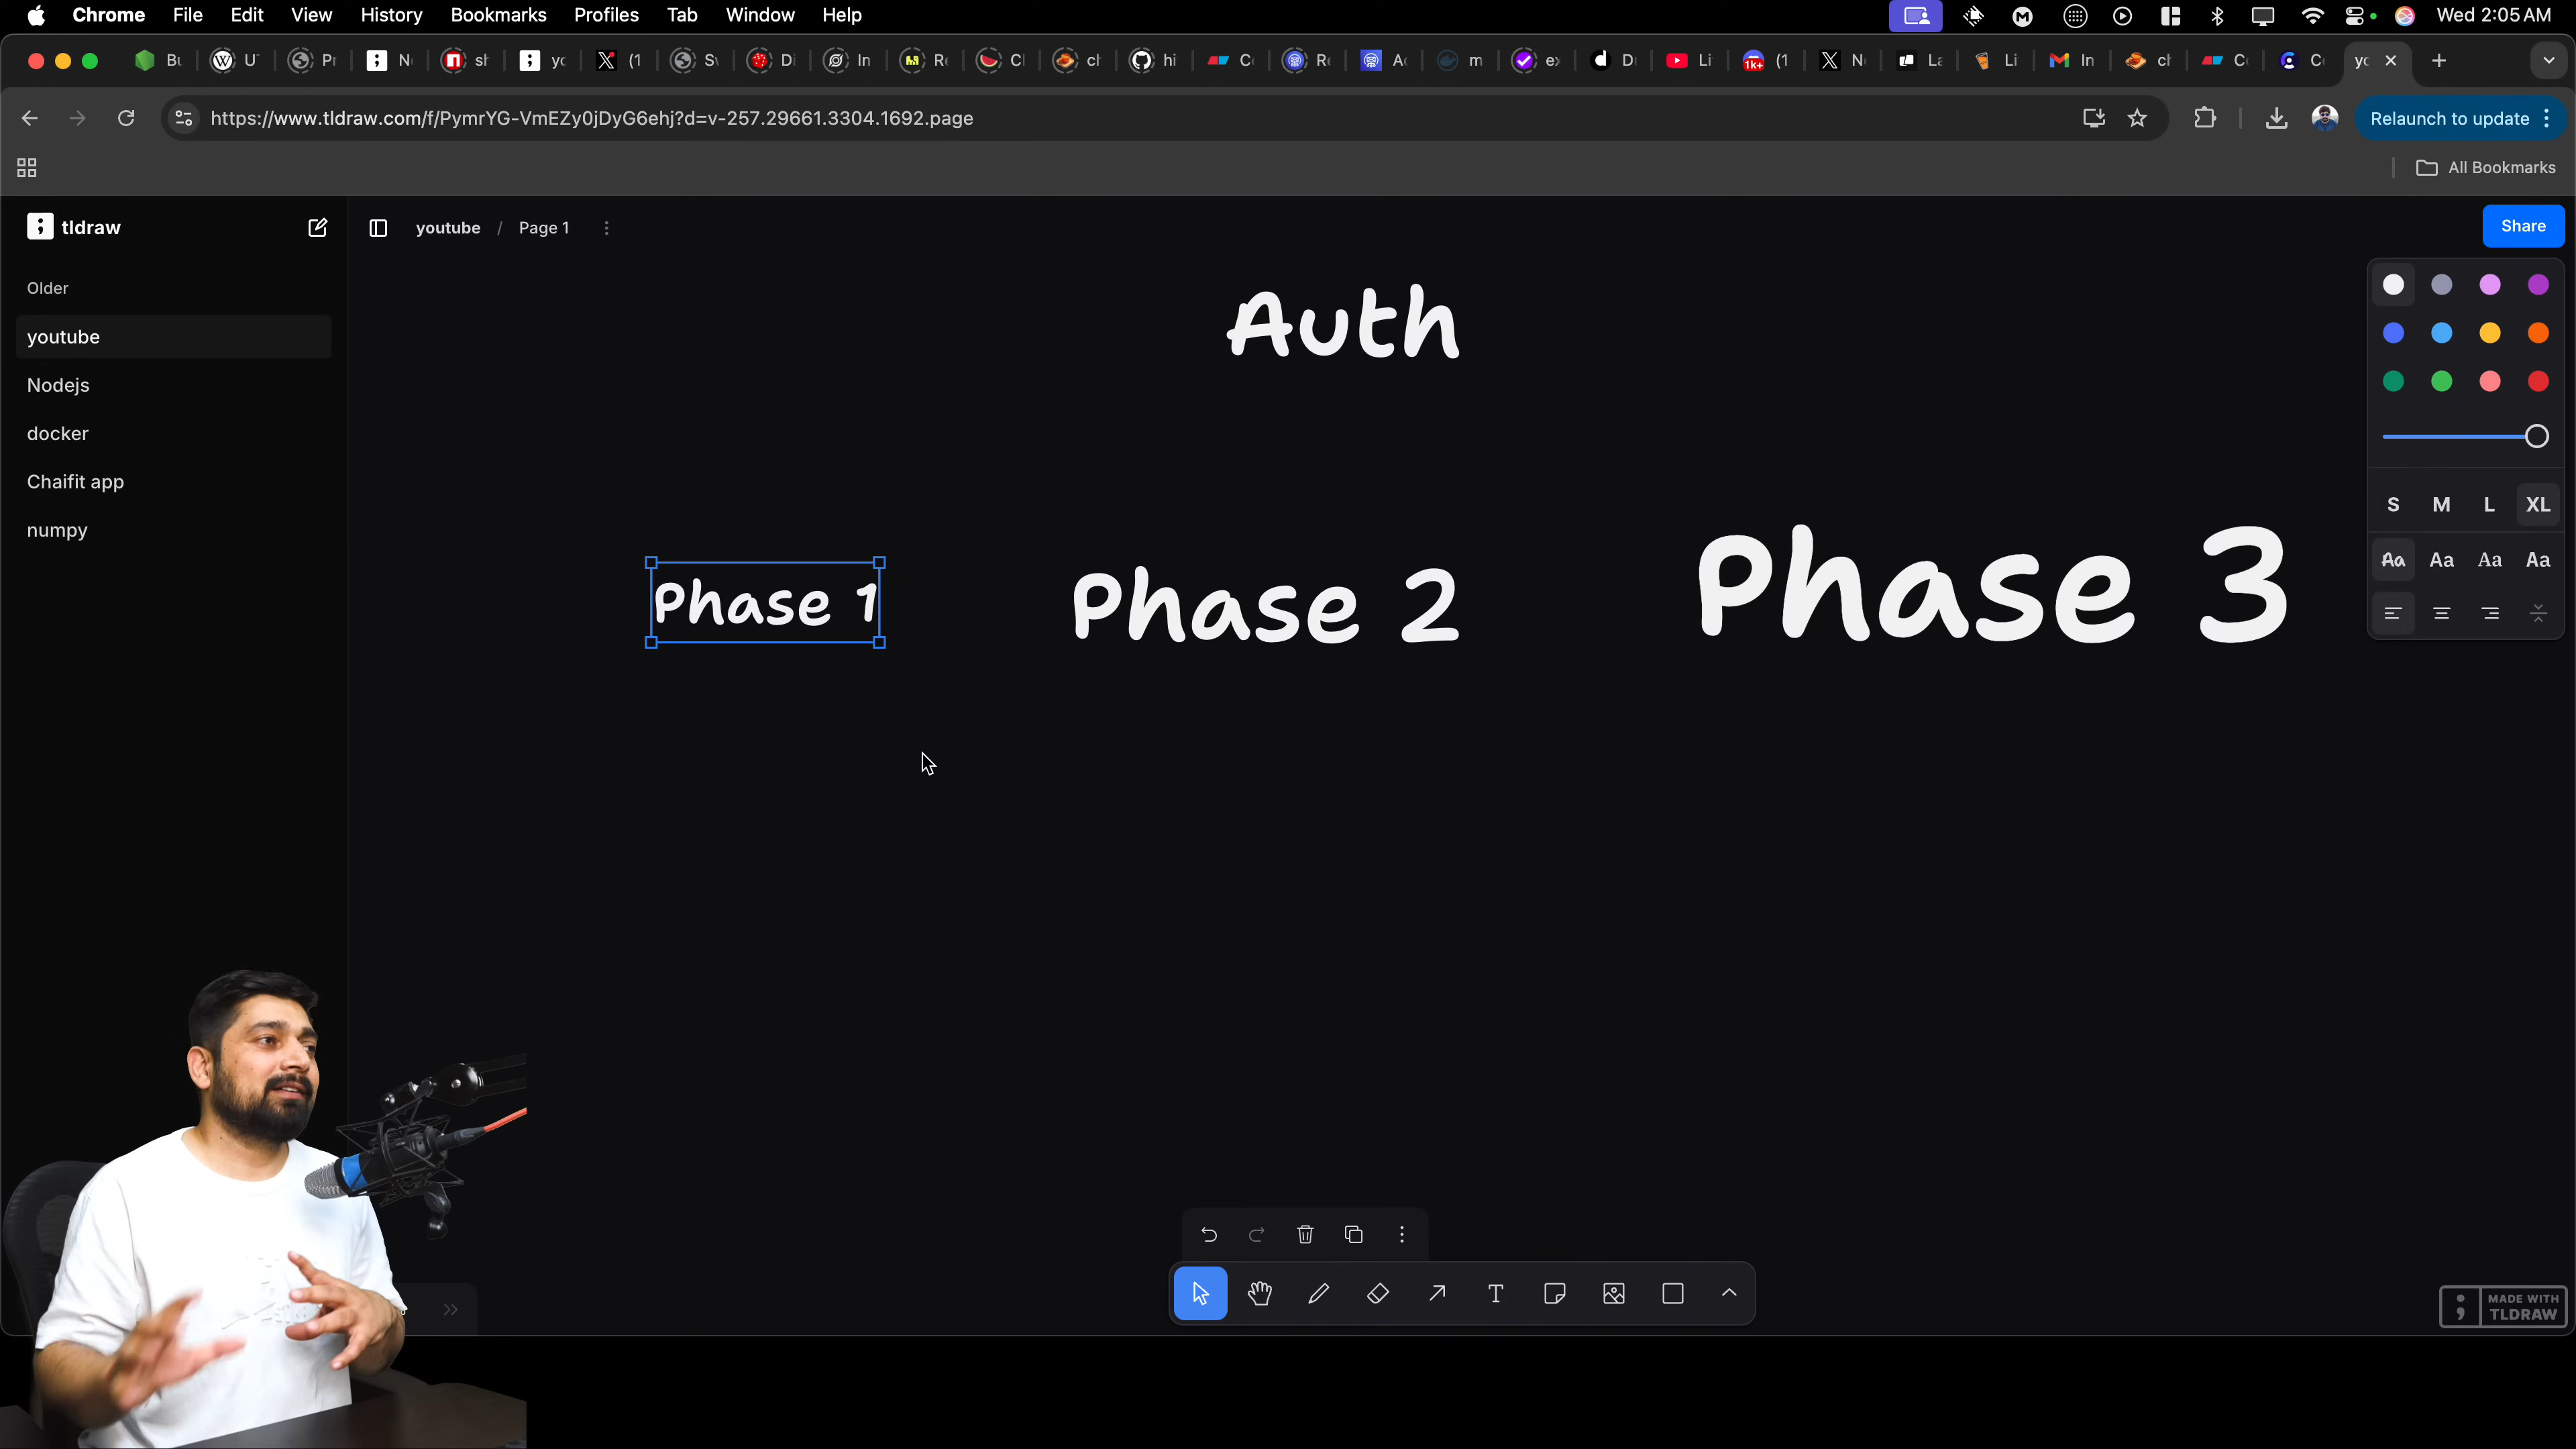 Chrome File Edit View History Bookmarks Profiles Tab Window Help Wed 2:05 AM
https://www.tldraw.com/f/PymrYG-VmEZy0jDyG6ehj?d=v-257.29661.3304.1692.page
Relaunch to update
All Bookmarks
tldraw
youtube / Page 1
Share
Older
youtube
Nodejs
docker
Chaifit app
numpy
Auth
Phase 1 Phase 2 Phase 3
S M L XL
Aa Aa Aa Aa
MADE WITH
TLDRAW